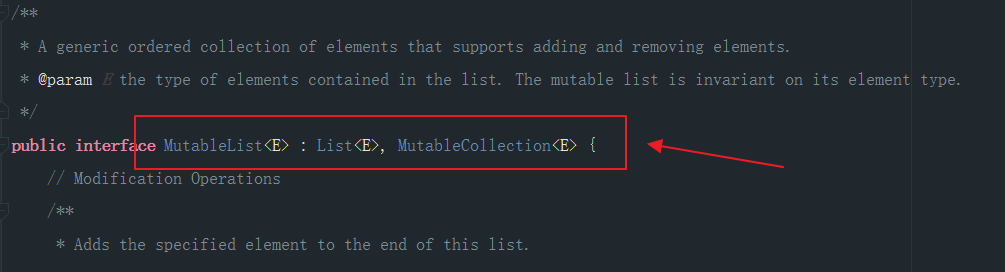 /**
* A generic ordered collection of elements that supports adding and removing elements.
* @param E the type of elements contained in the list. The mutable list is invariant on its element type.
*/
public interface MutableList<E> : List<E>, MutableCollection<E> {
// Modification Operations
/**
* Adds the specified element to the end of this list.